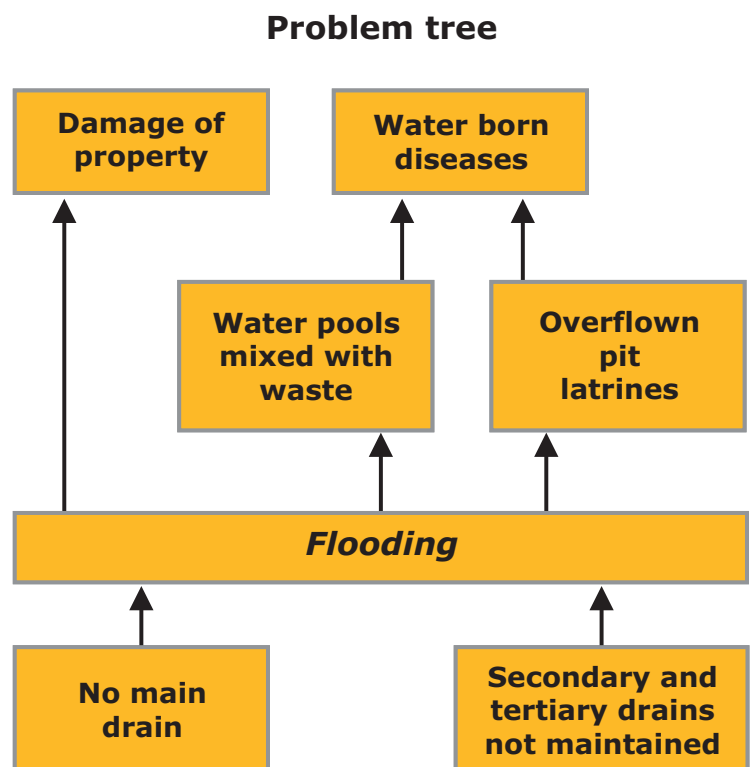 Problem tree
Damage of
property
Water born
diseases
Water pools
mixed with
waste
Overflown
pit
latrines
Flooding
No main
drain
Secondary and
tertiary drains
not maintained